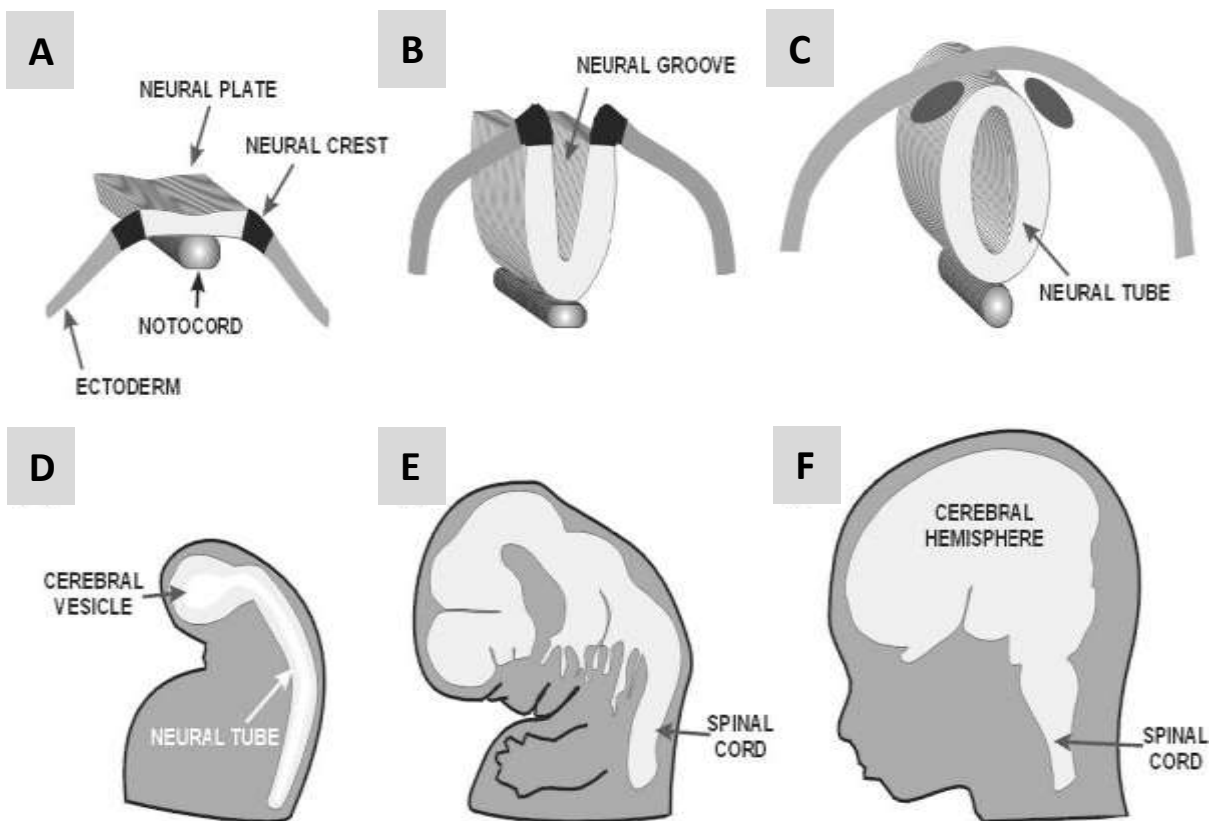 A
NEURAL PLATE
NEURAL CREST
NOTOCORD
ECTODERM
B
NEURAL GROOVE
C
NEURAL TUBE
D
CEREBRAL
VESICLE
NEURAL TUBE
E
SPINAL
CORD
F
CEREBRAL
HEMISPHERE
SPINAL
CORD